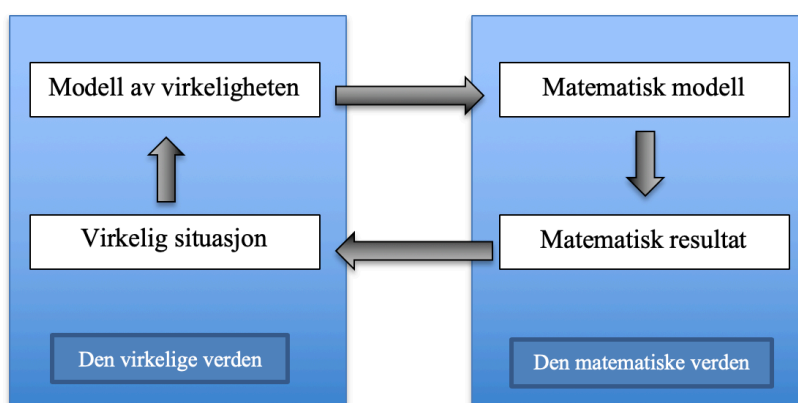 Modell av virkeligheten
Matematisk modell
Virkelig situasjon
Matematisk resultat
Den virkelige verden
Den matematiske verden